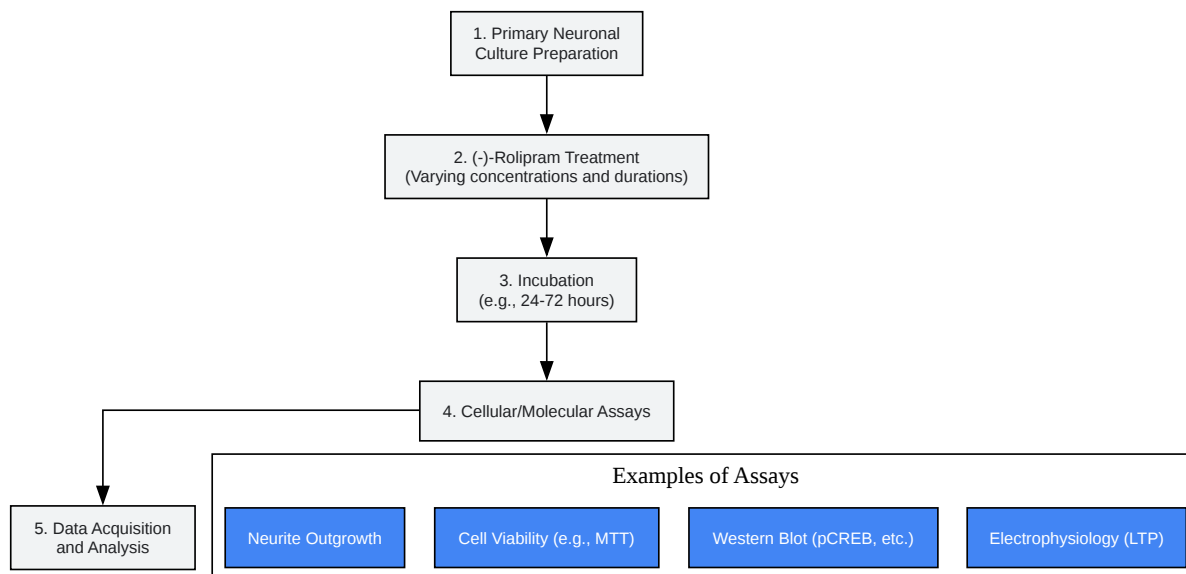 1. Primary Neuronal
Culture Preparation
2. (-)-Rolipram Treatment
(Varying concentrations and durations)
3. Incubation
(e.g., 24-72 hours)
4. Cellular/Molecular Assays
Examples of Assays
5. Data Acquisition
and Analysis
Neurite Outgrowth
Cell Viability (e.g., MTT)
Western Blot (pCREB, etc.)
Electrophysiology (LTP)